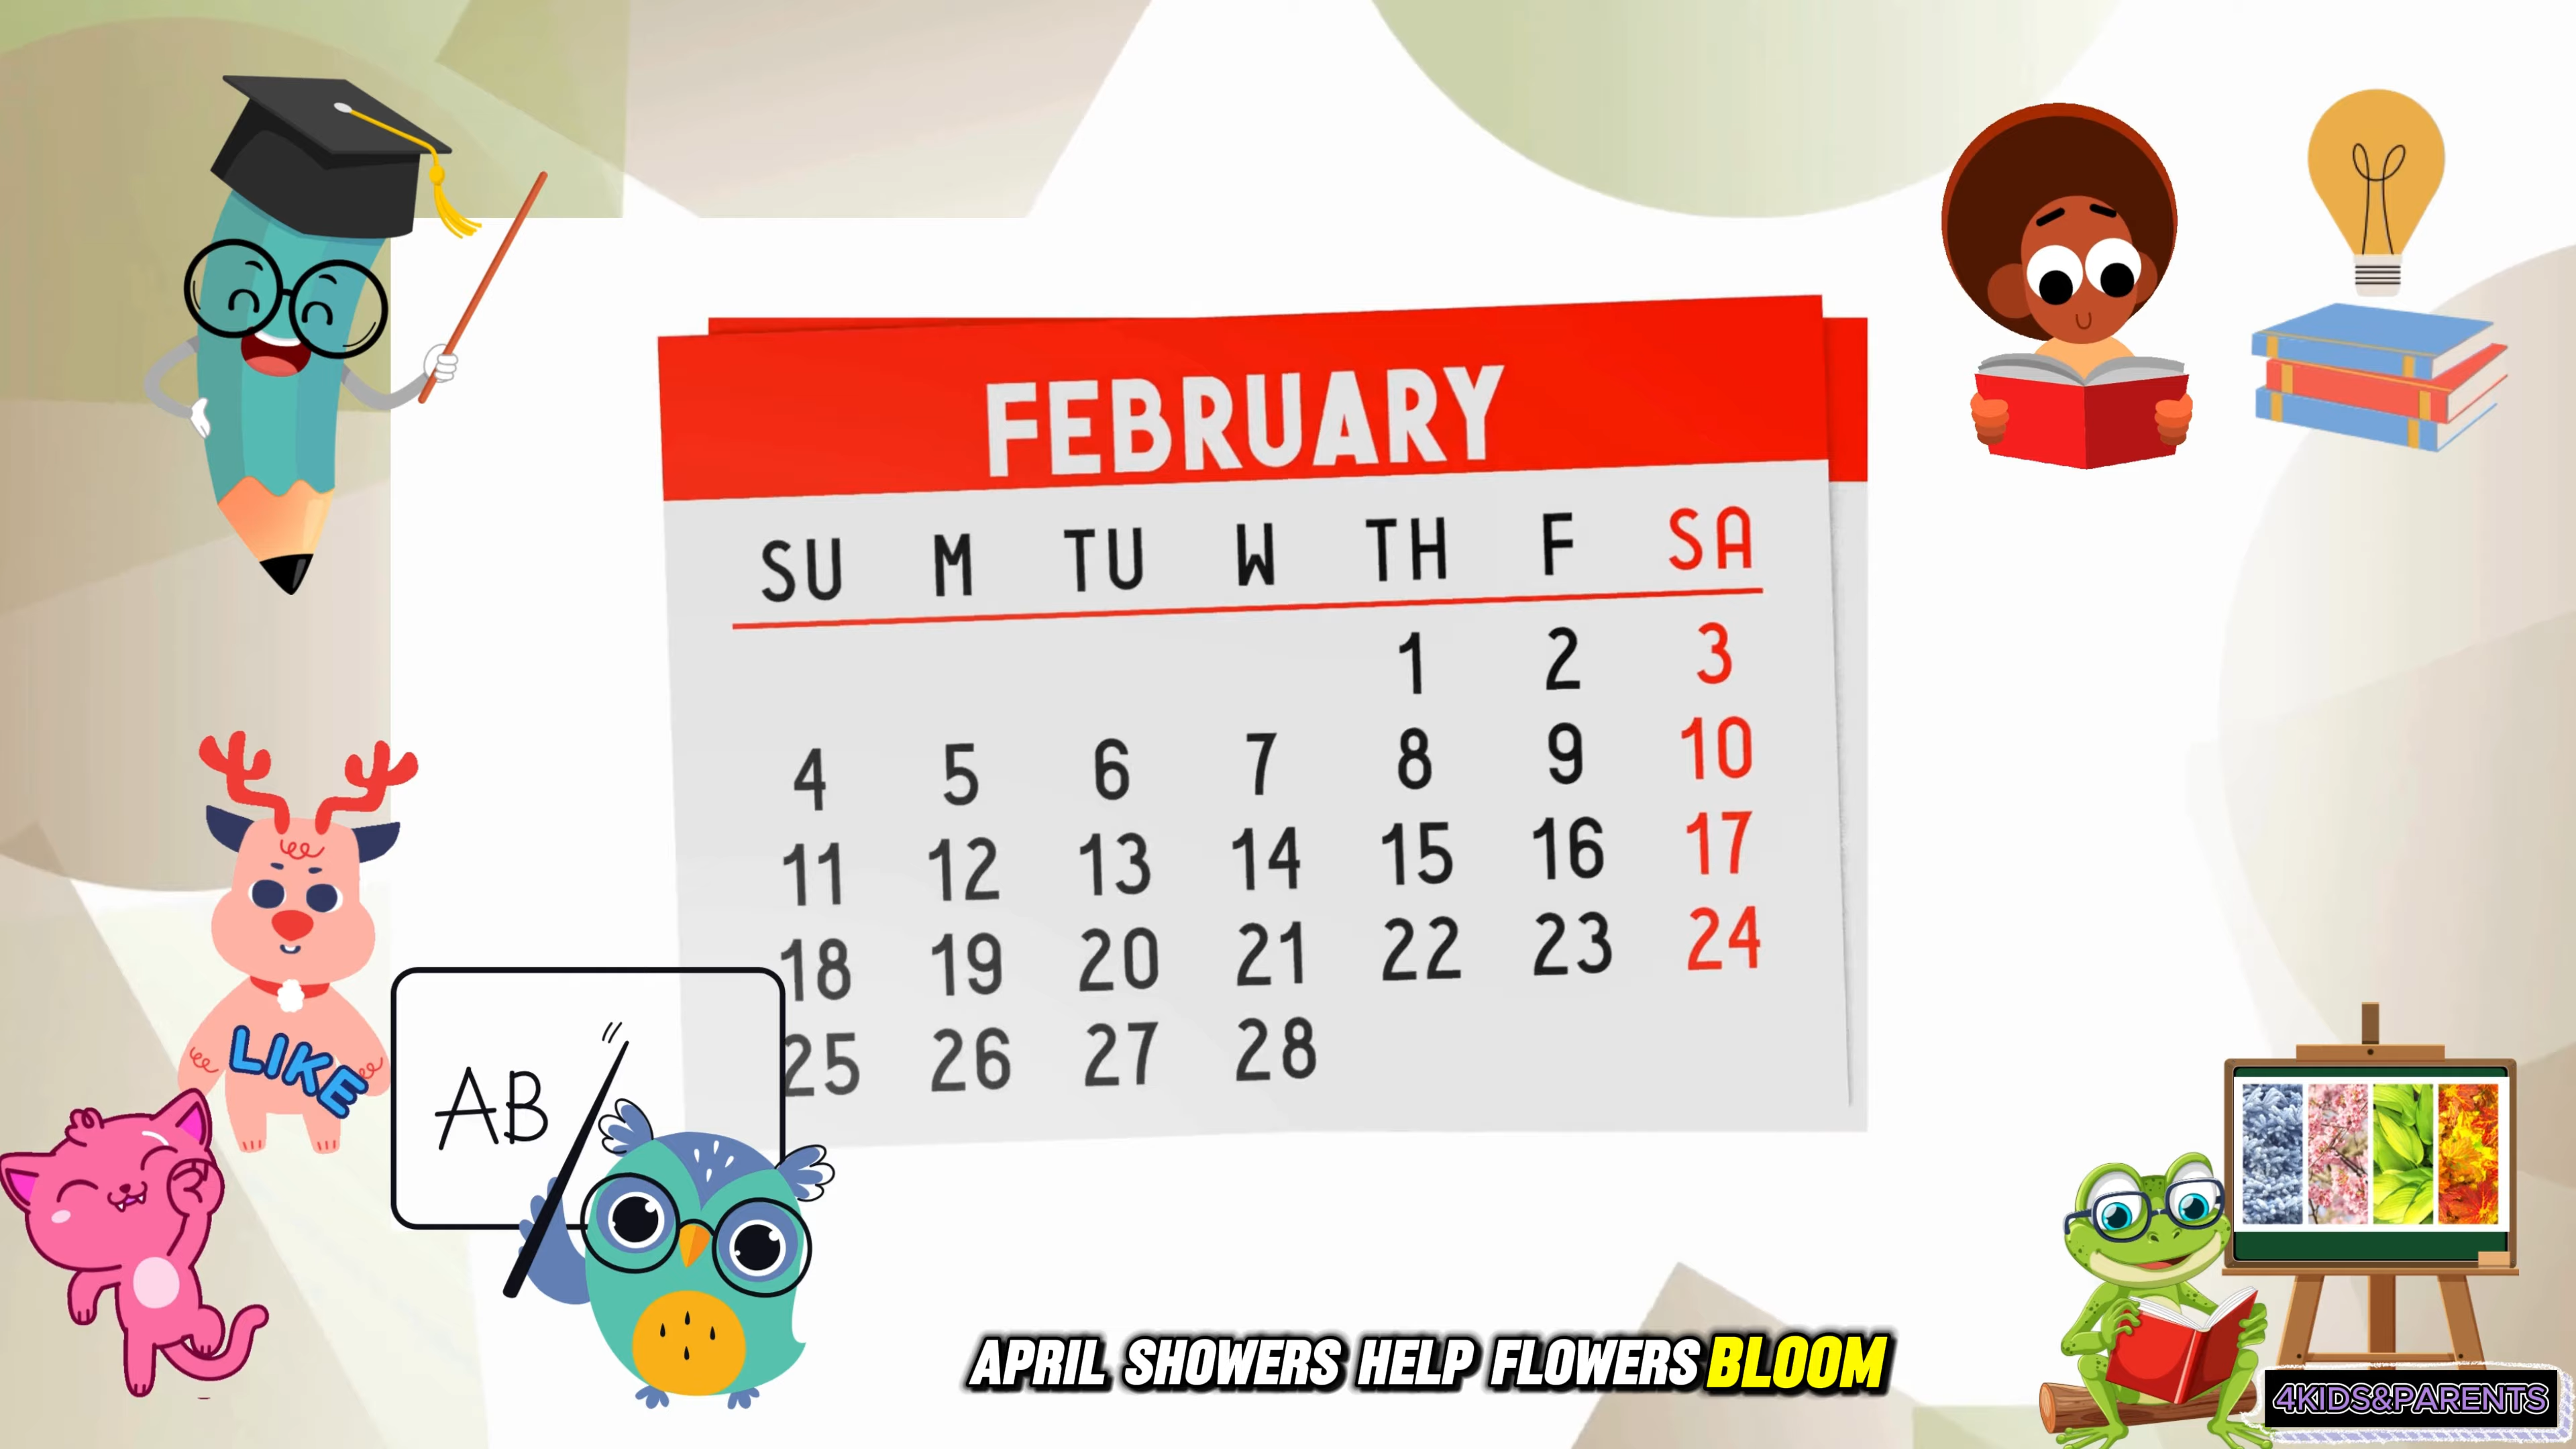 FEBRUARY
SU M TU W TH F SA
1 2 3
4 5 6 7 8 9 10
11 12 13 14 15 16 17
18 19 20 21 22 23 24
25 26 27 28
LIKE
AB
APRIL SHOWERS HELP FLOWERS BLOOM
4KIDS&PARENTS